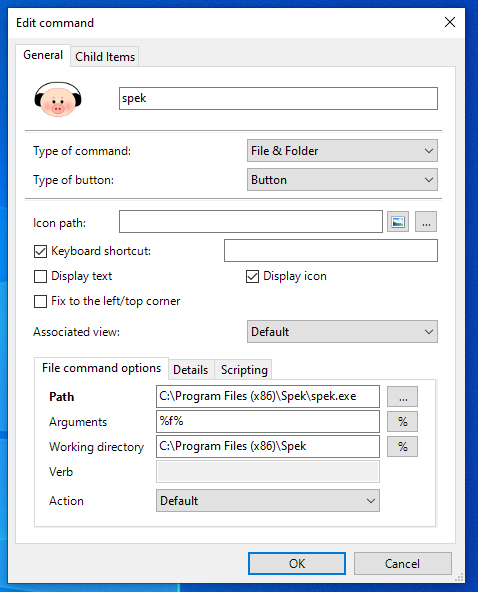 Edit command
General
Child Items
spek
Type of command:
File & Folder
Type of button:
Button
Icon path:
...
Keyboard shortcut:
Display text
Display icon
Fix to the left/top corner
Associated view:
Default
File command options
Details
Scripting
Path
C:\Program Files (x86)\Spek\spek.exe
...
Arguments
%f%
%
Working directory
C:\Program Files (x86)\Spek
%
Verb
Action
Default
OK
Cancel